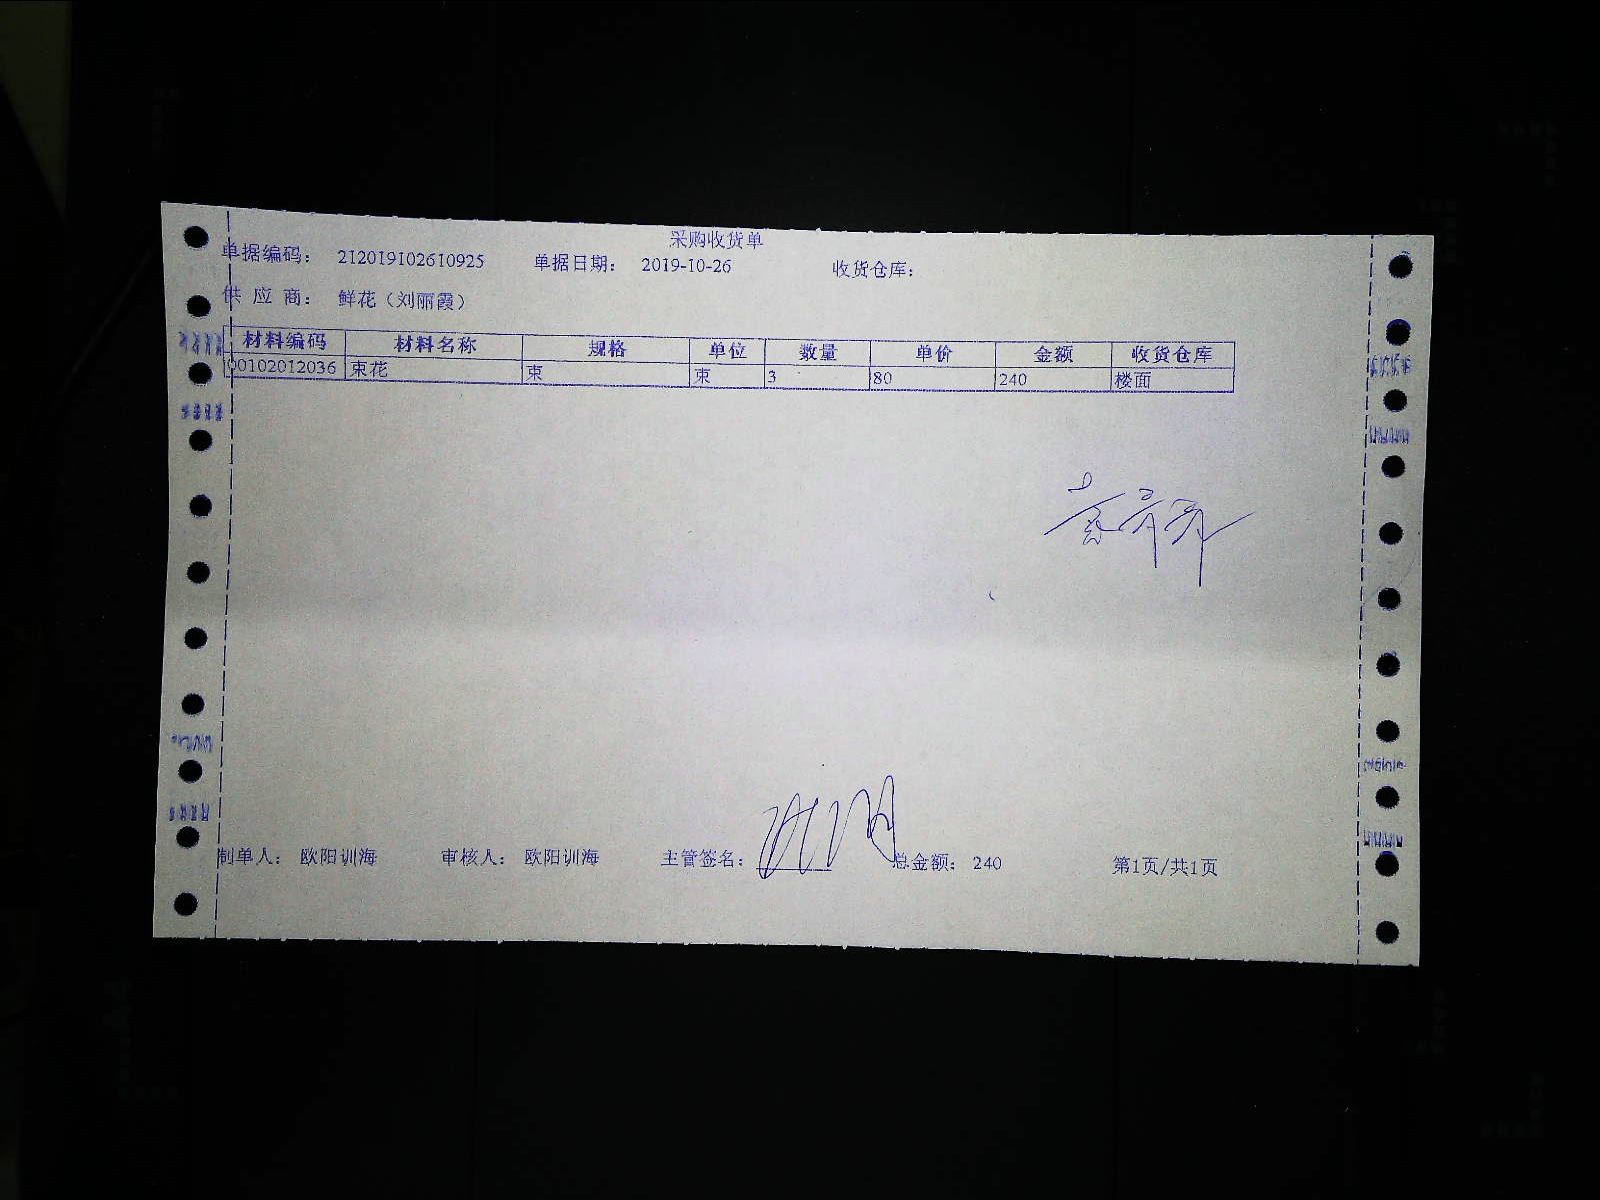 采购收货单
单据编码： 212019102610925 单据日期： 2019-10-26 收货仓库：
供 应 商： 鲜花（刘丽霞）
材料编码 材料名称 规格 单位 数量 单价 金额 收货仓库
00102012036 束花 束 束 3 80 240 楼面
制单人： 欧阳训海 审核人： 欧阳训海 主管签名： 总金额： 240 第1页/共1页